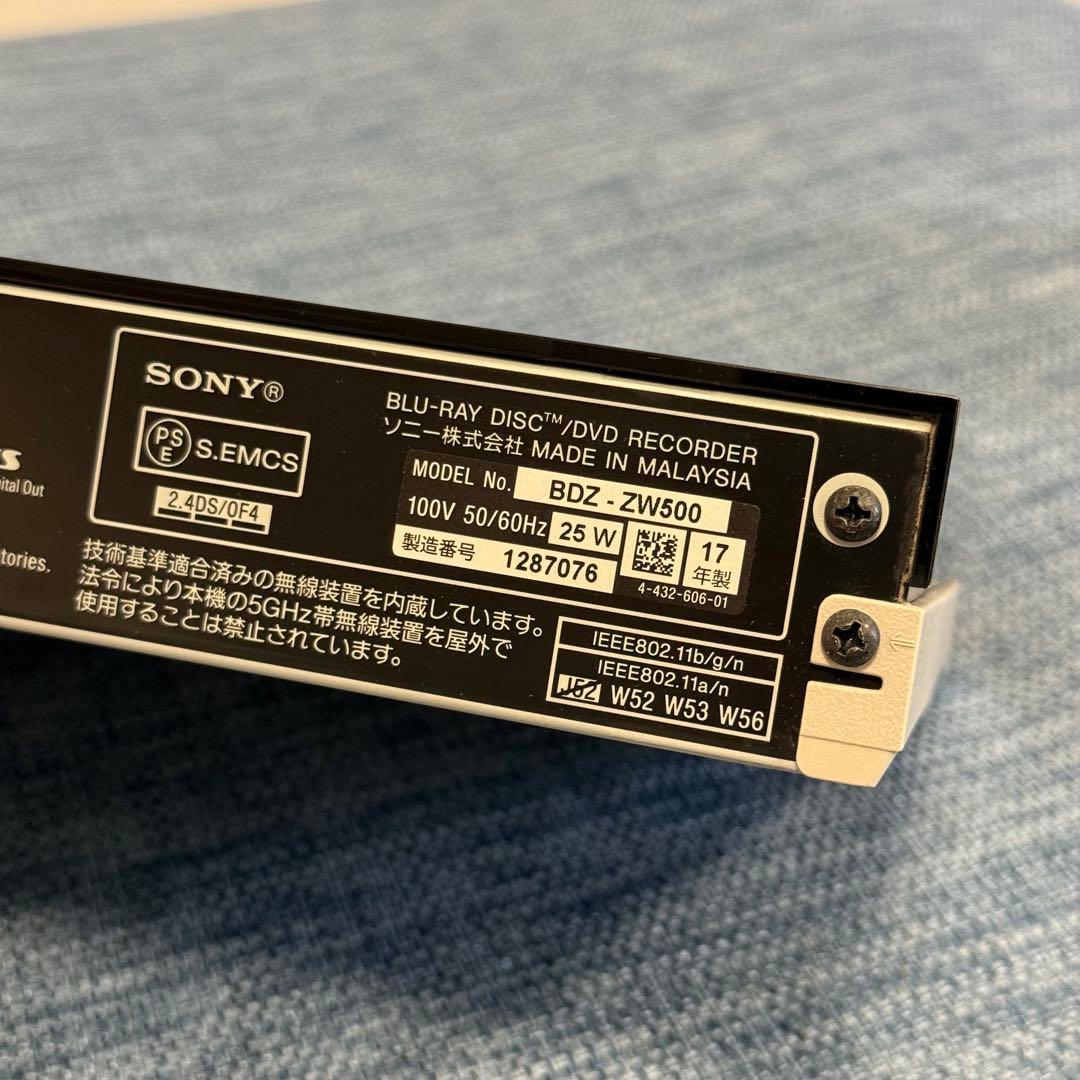 SONY®
PSE S.EMCS
2.4DS/OF4
BLU-RAY DISC™/DVD RECORDER
ソニー株式会社 MADE IN MALAYSIA
MODEL No. BDZ - ZW500
100V 50/60Hz 25 W
製造番号 1287076
17
年製
4-432-606-01
ital Out
tories.
技術基準適合済みの無線装置を内蔵しています。
法令により本機の5GHz帯無線装置を屋外で
使用することは禁止されています。
IEEE802.11b/g/n
IEEE802.11a/n
J52 W52 W53 W56